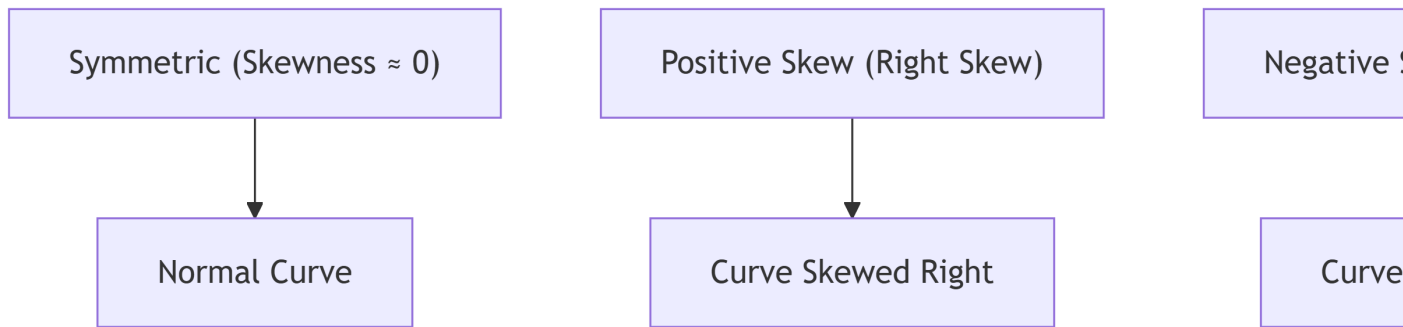 Symmetric (Skewness ≈ 0)
Positive Skew (Right Skew)
Negative
Normal Curve
Curve Skewed Right
Curve